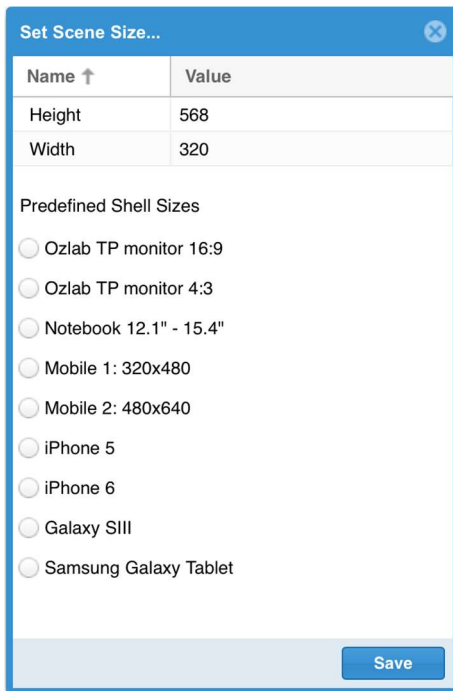 Set Scene Size...
Name ↑ Value
Height 568
Width 320
Predefined Shell Sizes
Ozlab TP monitor 16:9
Ozlab TP monitor 4:3
Notebook 12.1" - 15.4"
Mobile 1: 320x480
Mobile 2: 480x640
iPhone 5
iPhone 6
Galaxy SIII
Samsung Galaxy Tablet
Save